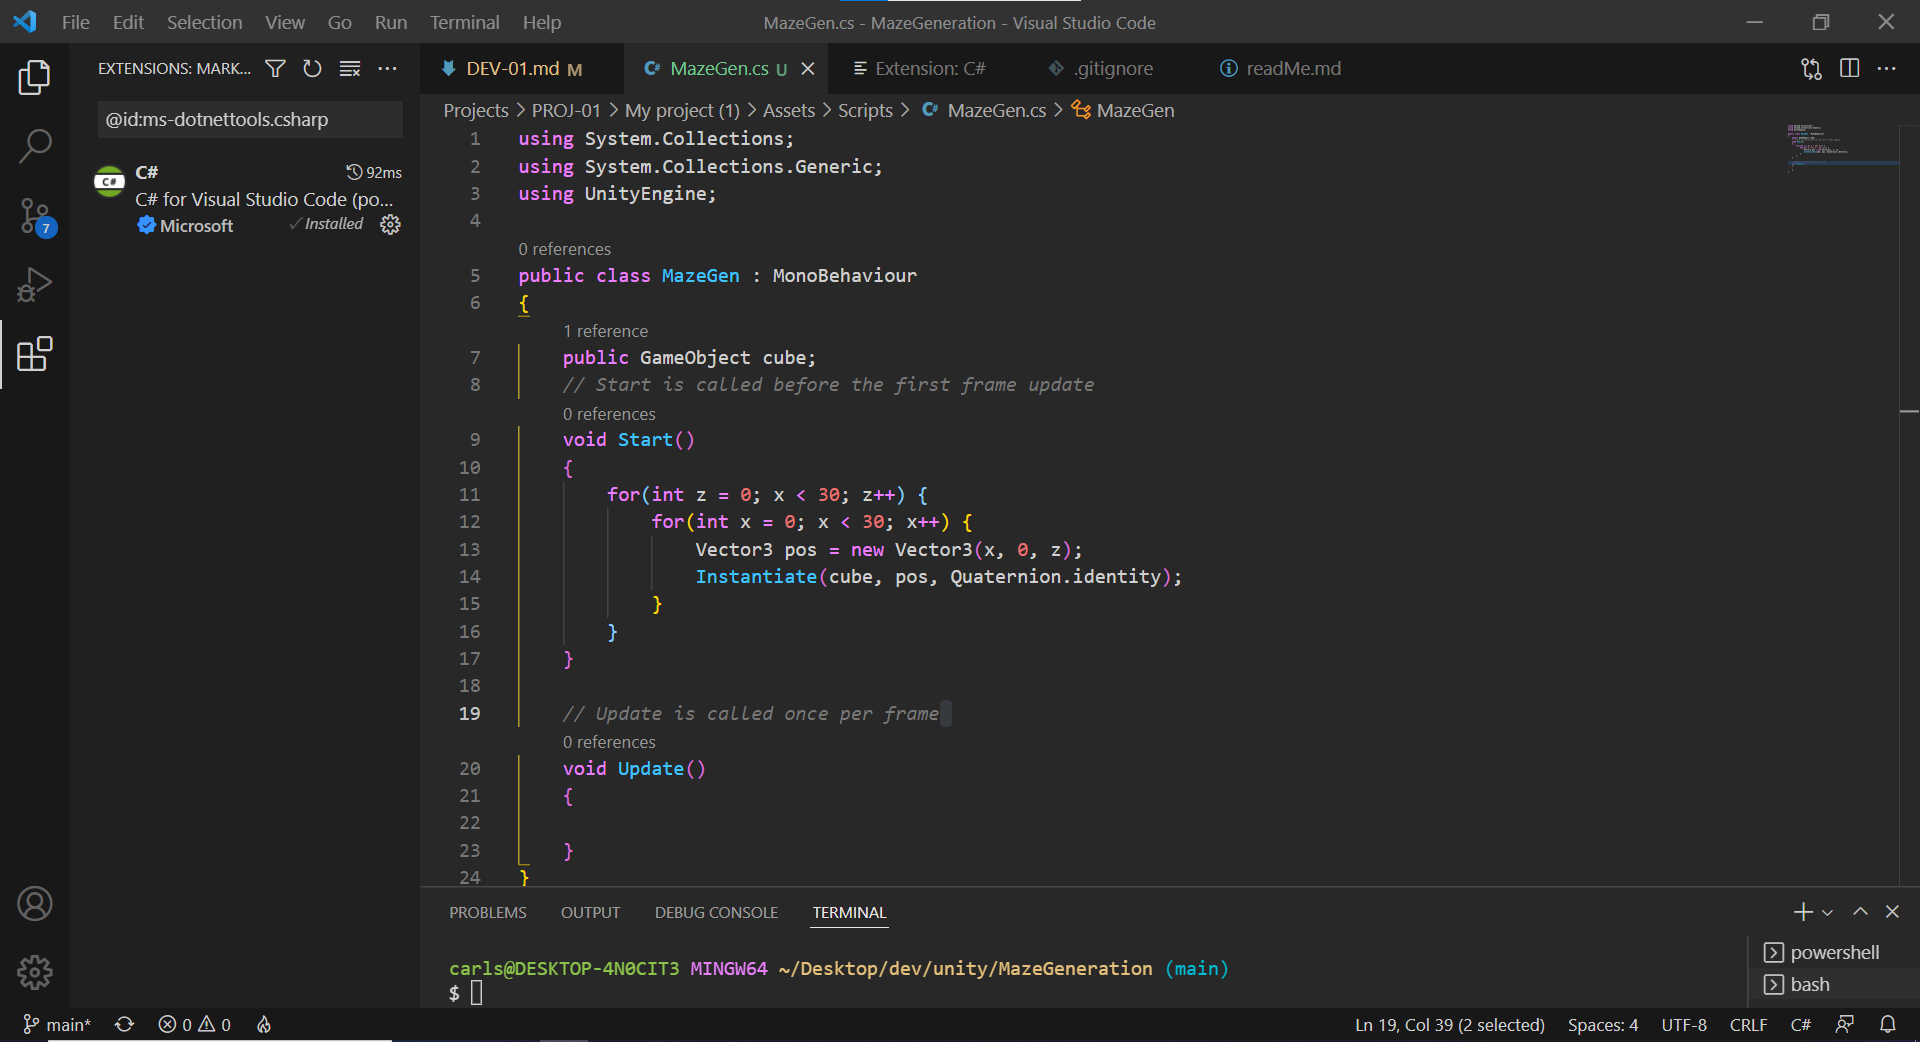 File Edit Selection View Go Run Terminal Help
MazeGen.cs - MazeGeneration - Visual Studio Code
EXTENSIONS: MARK...
@id:ms-dotnettools.csharp
C# 92ms
C# for Visual Studio Code (po...
Microsoft ✓Installed
7
DEV-01.md M
MazeGen.cs U
Extension: C#
.gitignore
readMe.md
Projects > PROJ-01 > My project (1) > Assets > Scripts > MazeGen.cs > MazeGen
1 using System.Collections;
2 using System.Collections.Generic;
3 using UnityEngine;
4
0 references
5 public class MazeGen : MonoBehaviour
6 {
1 reference
7 public GameObject cube;
8 // Start is called before the first frame update
0 references
9 void Start()
10 {
11 for(int z = 0; x < 30; z++) {
12 for(int x = 0; x < 30; x++) {
13 Vector3 pos = new Vector3(x, 0, z);
14 Instantiate(cube, pos, Quaternion.identity);
15 }
16 }
17 }
18
19 // Update is called once per frame
0 references
20 void Update()
21 {
22
23 }
24 }
PROBLEMS OUTPUT DEBUG CONSOLE TERMINAL
carls@DESKTOP-4N0CIT3 MINGW64 ~/Desktop/dev/unity/MazeGeneration (main)
$
powershell
bash
main* 0 0
Ln 19, Col 39 (2 selected) Spaces: 4 UTF-8 CRLF C#